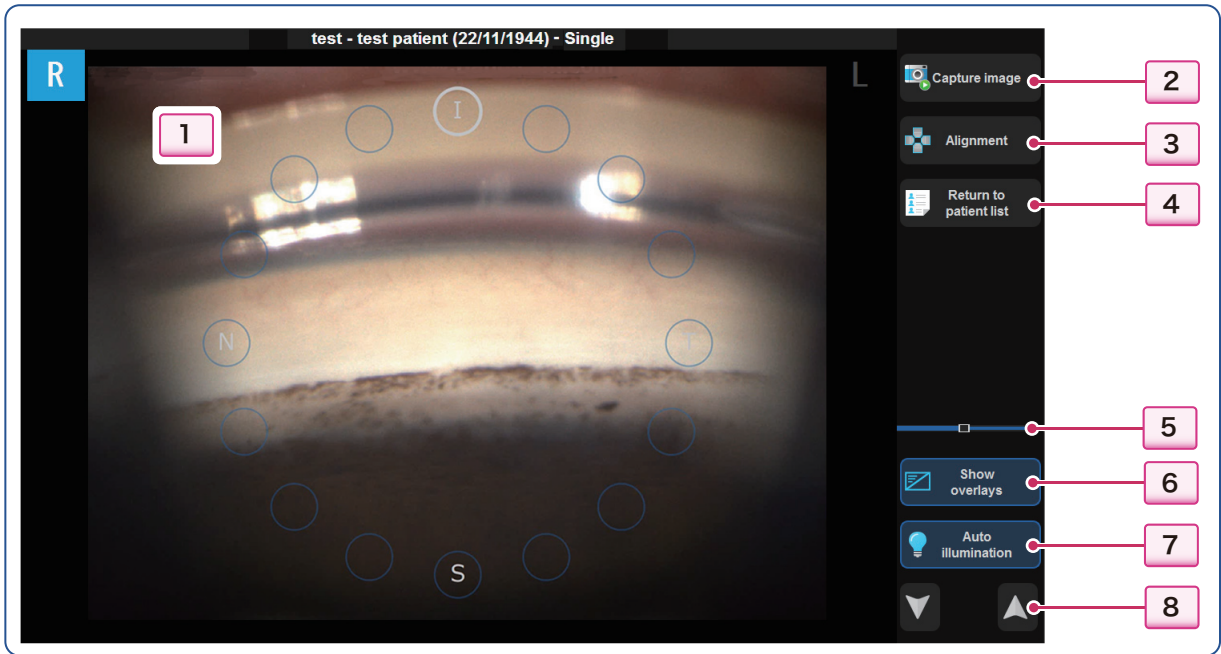 test - test patient (22/11/1944) - Single
R
L
I
N
T
S
1
Capture image
2
Alignment
3
Return to
patient list
4
5
Show
overlays
6
Auto
illumination
7
8